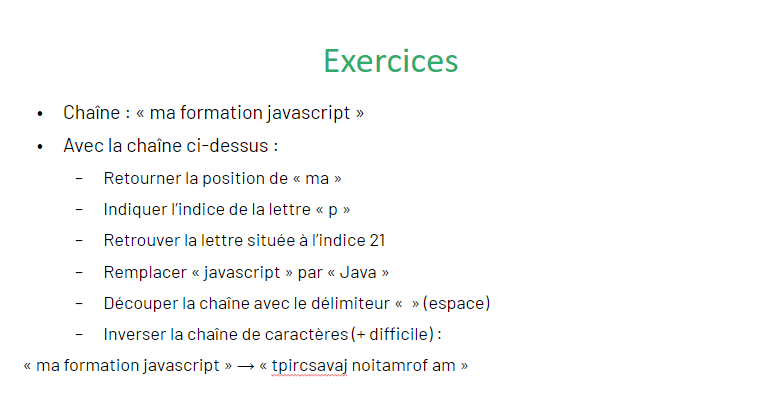 Exercices
• Chaîne : « ma formation javascript »
• Avec la chaîne ci-dessus :
– Retourner la position de « ma »
– Indiquer l’indice de la lettre « p »
– Retrouver la lettre située à l’indice 21
– Remplacer « javascript » par « Java »
– Découper la chaîne avec le délimiteur «  » (espace)
– Inverser la chaîne de caractères (+ difficile) :
« ma formation javascript » → « tpircsavaj noitamrof am »